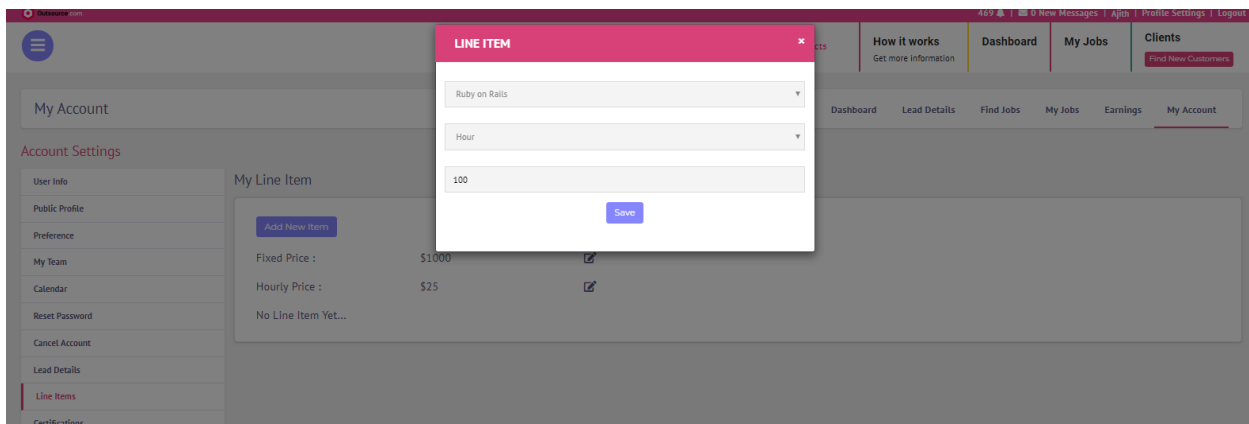 Outsource.com
469 | 0 New Messages | Ajith | Profile Settings | Logout
LINE ITEM ×
cts
How it works
Get more information
Dashboard
My Jobs
Clients
Find New Customers
My Account
Dashboard Lead Details Find Jobs My Jobs Earnings My Account
Ruby on Rails
Hour
100
Save
Account Settings
User Info
Public Profile
Preference
My Team
Calendar
Reset Password
Cancel Account
Lead Details
Line Items
Certifications
My Line Item
Add New Item
Fixed Price : $1000
Hourly Price : $25
No Line Item Yet...